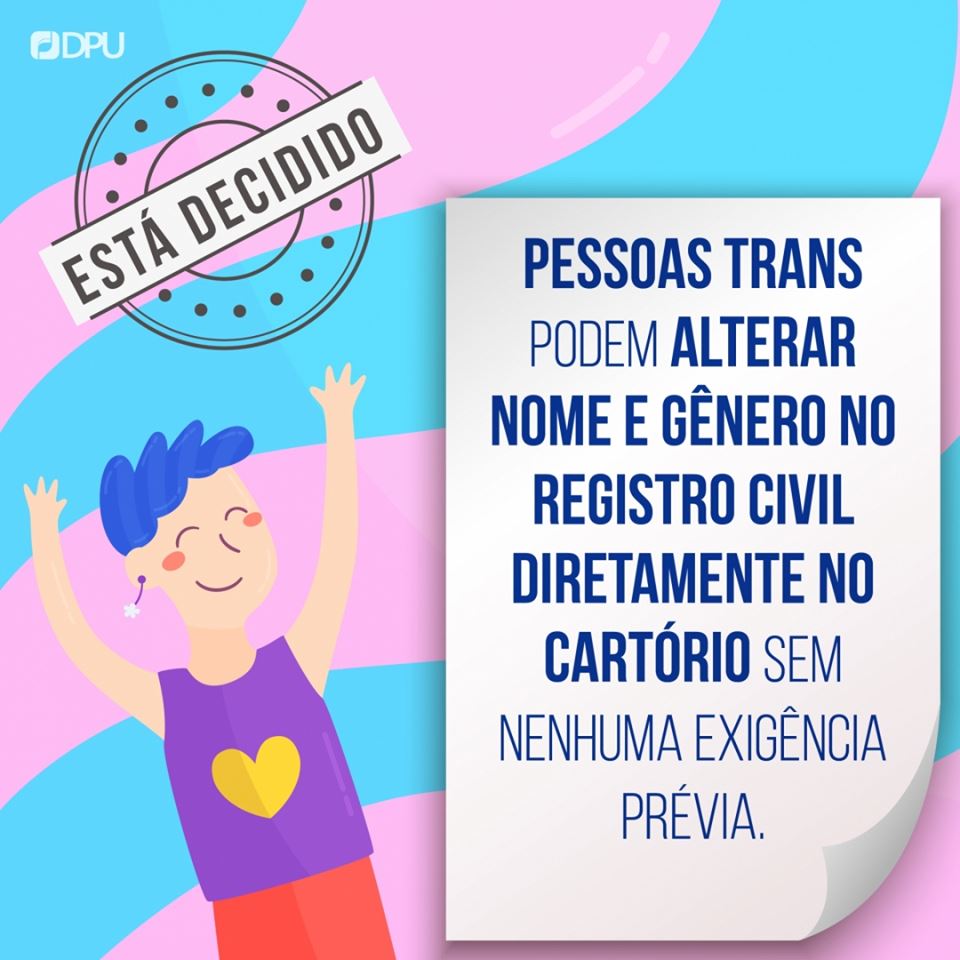 DPU
ESTÁ DECIDIDO
PESSOAS TRANS
PODEM ALTERAR
NOME E GÊNERO NO
REGISTRO CIVIL
DIRETAMENTE NO
CARTÓRIO SEM
NENHUMA EXIGÊNCIA
PRÉVIA.